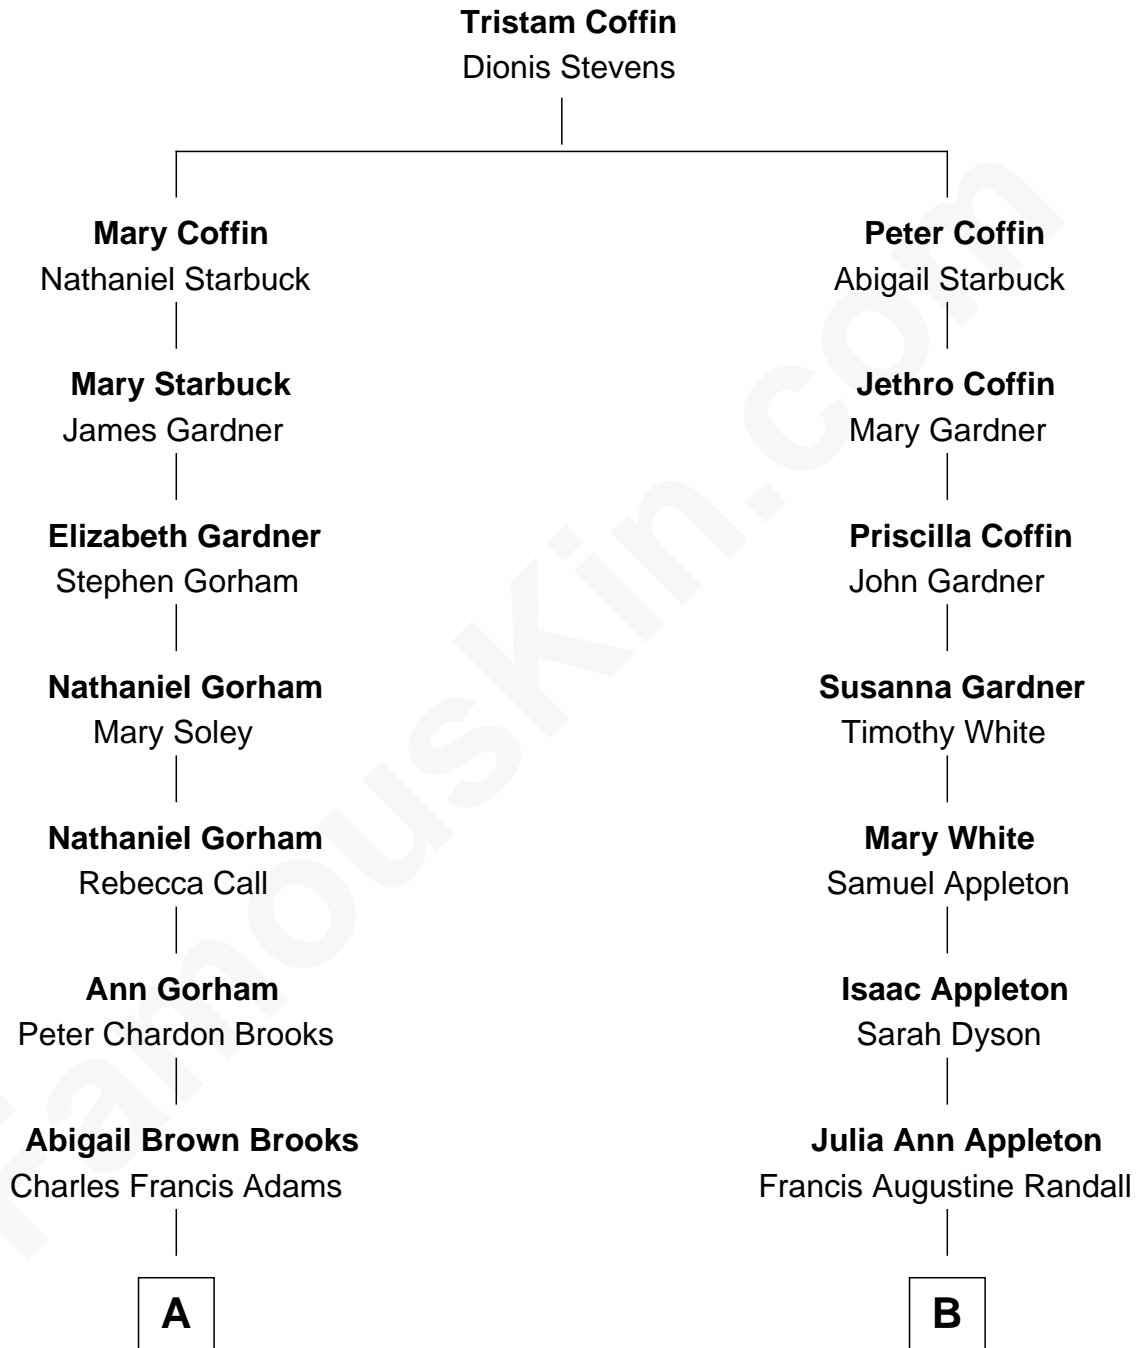 Tristam Coffin
Dionis Stevens
Mary Coffin
Nathaniel Starbuck
Peter Coffin
Abigail Starbuck
Mary Starbuck
James Gardner
Jethro Coffin
Mary Gardner
Elizabeth Gardner
Stephen Gorham
Priscilla Coffin
John Gardner
Nathaniel Gorham
Mary Soley
Susanna Gardner
Timothy White
Nathaniel Gorham
Rebecca Call
Mary White
Samuel Appleton
Ann Gorham
Peter Chardon Brooks
Isaac Appleton
Sarah Dyson
Abigail Brown Brooks
Charles Francis Adams
Julia Ann Appleton
Francis Augustine Randall
A
B
FamousKin.com